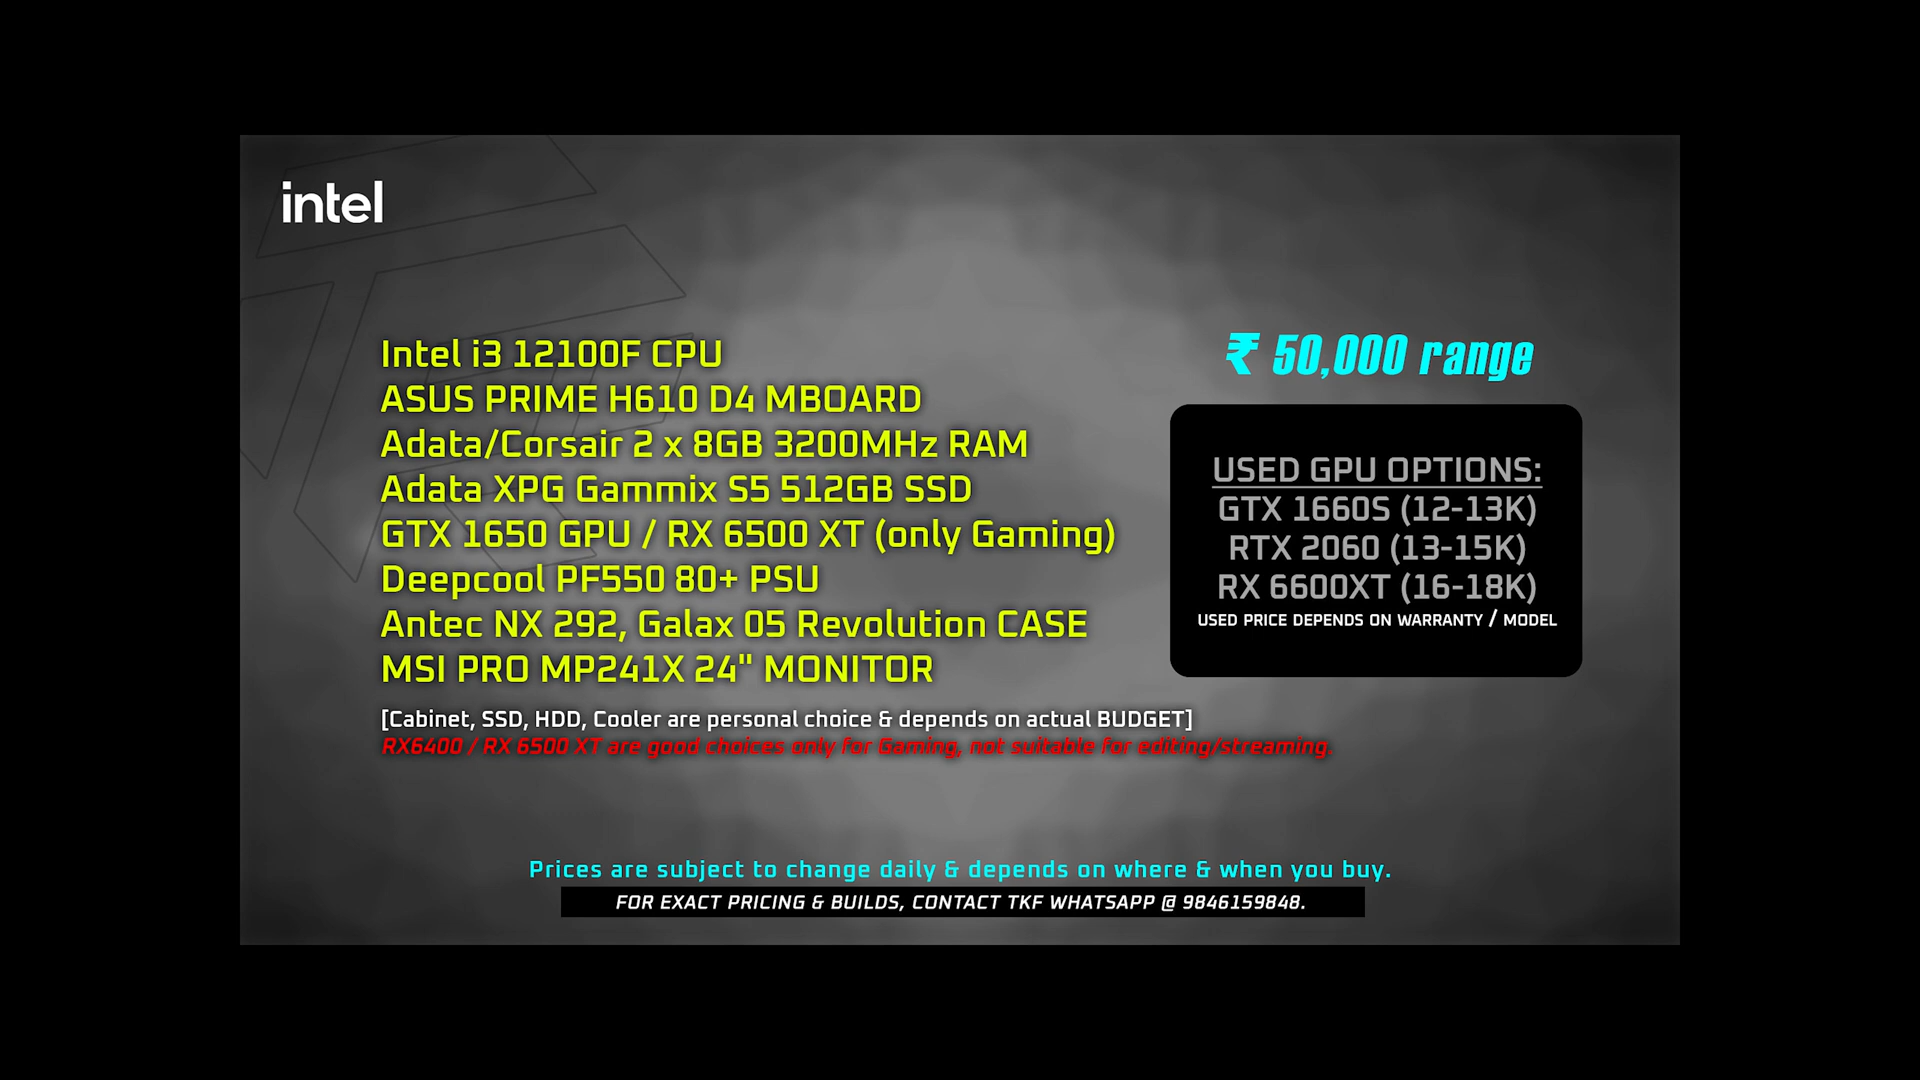 intel
Intel i3 12100F CPU
ASUS PRIME H610 D4 MBOARD
Adata/Corsair 2 x 8GB 3200MHz RAM
Adata XPG Gammix S5 512GB SSD
GTX 1650 GPU / RX 6500 XT (only Gaming)
Deepcool PF550 80+ PSU
Antec NX 292, Galax 05 Revolution CASE
MSI PRO MP241X 24" MONITOR
[Cabinet, SSD, HDD, Cooler are personal choice & depends on actual BUDGET]
RX6400 / RX 6500 XT are good choices only for Gaming, not suitable for editing/streaming.
₹ 50,000 range
USED GPU OPTIONS:
GTX 1660S (12-13K)
RTX 2060 (13-15K)
RX 6600XT (16-18K)
USED PRICE DEPENDS ON WARRANTY / MODEL
Prices are subject to change daily & depends on where & when you buy.
FOR EXACT PRICING & BUILDS, CONTACT TKF WHATSAPP @ 9846159848.